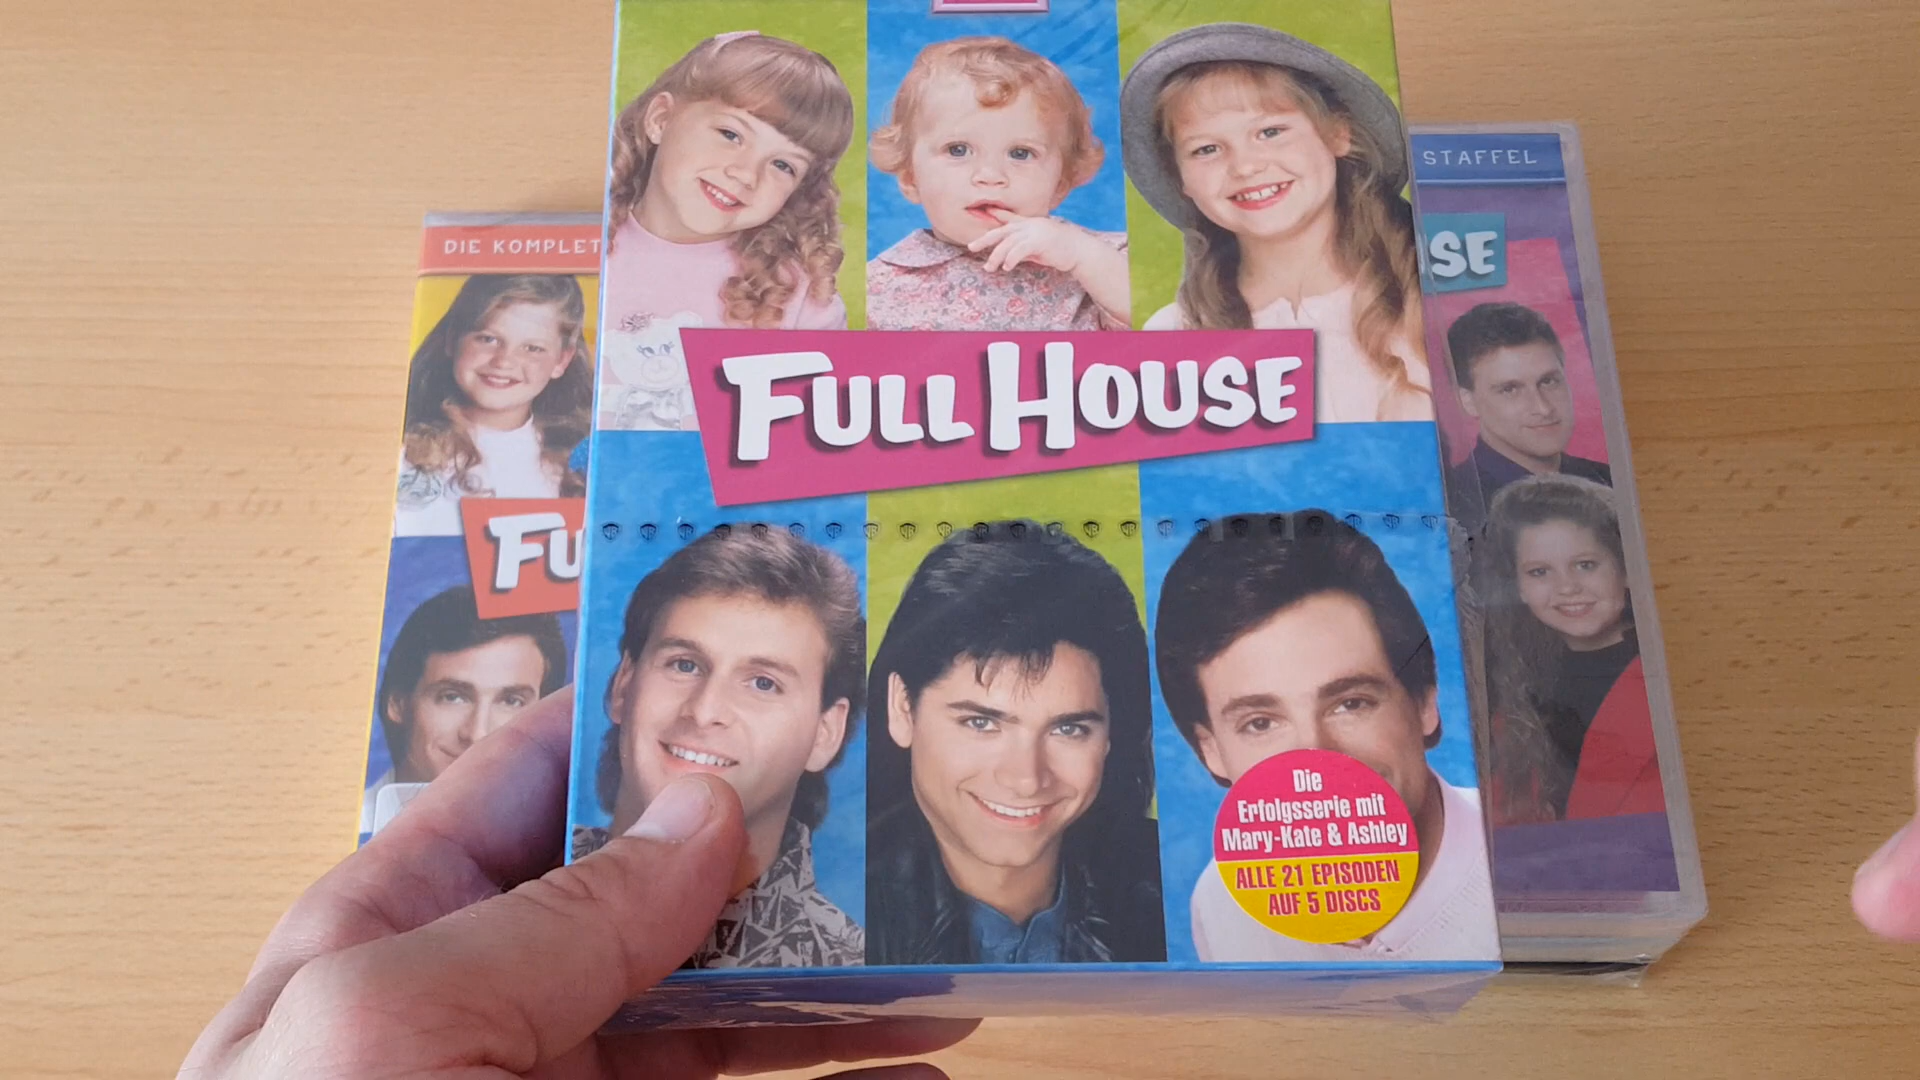 STAFFEL
DIE KOMPLET
SE
FULL HOUSE
FU
Die
Erfolgsserie mit
Mary-Kate & Ashley
ALLE 21 EPISODEN
AUF 5 DISCS